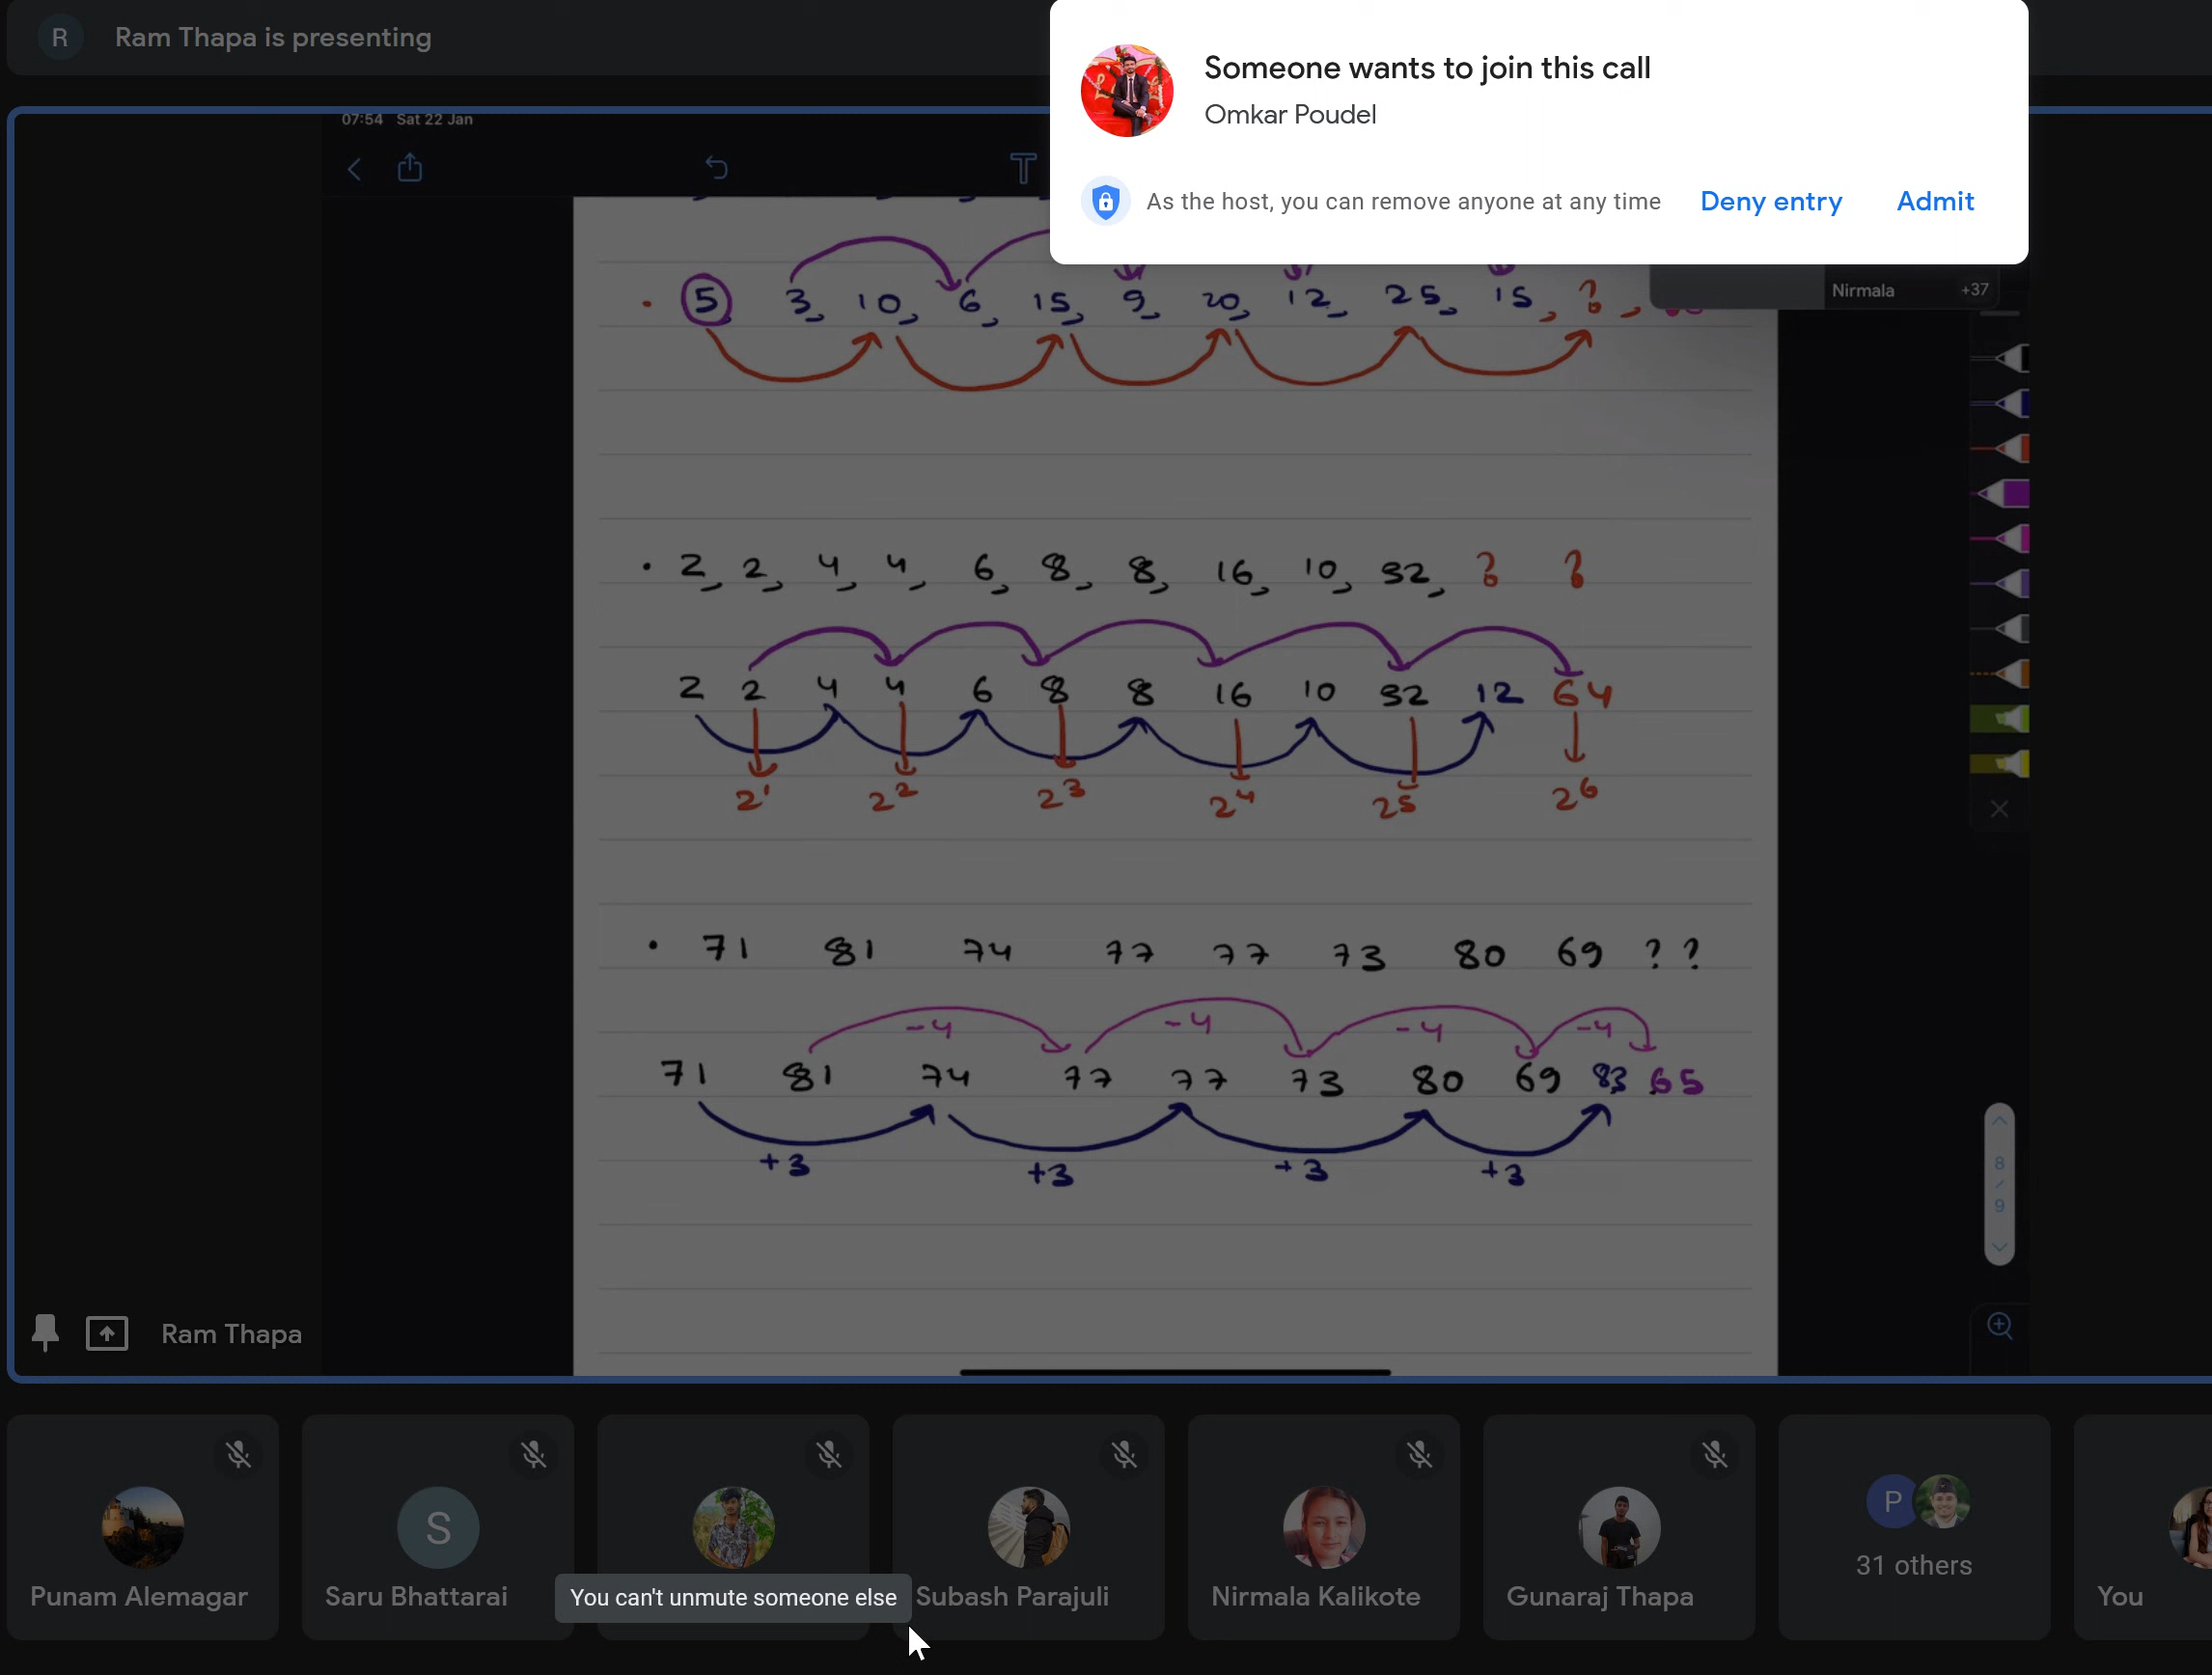 R Ram Thapa is presenting
Someone wants to join this call
Omkar Poudel
As the host, you can remove anyone at any time Deny entry Admit
07:54 Sat 22 Jan
T
Nirmala +37
• 5, 3, 10, 6, 15, 9, 20, 12, 25, 15, ?,
• 2, 2, 4, 4, 6, 8, 8, 16, 10, 32, ? ?
2 2 4 4 6 8 8 16 10 32 12 64
2¹ 2² 2³ 2⁴ 2⁵ 2⁶
• 71 81 74 77 77 73 80 69 ? ?
-4 -4 -4 -4
71 81 74 77 77 73 80 69 83 65
+3 +3 +3 +3
8 / 9
Ram Thapa
S
P
31 others
Punam Alemagar
Saru Bhattarai
You can't unmute someone else
Subash Parajuli
Nirmala Kalikote
Gunaraj Thapa
You